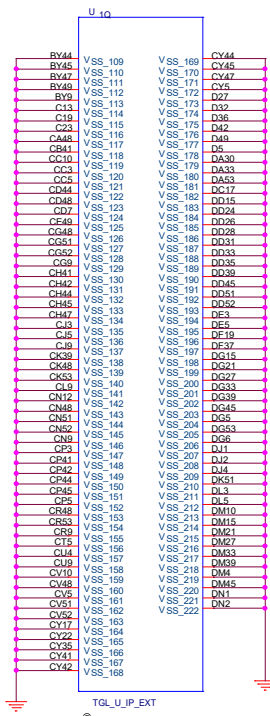 U_1Q
BY44 VSS_109 VSS_169 CY44
BY45 VSS_110 VSS_170 CY45
BY47 VSS_111 VSS_171 CY47
BY49 VSS_112 VSS_172 CY5
BY9 VSS_113 VSS_173 D27
C13 VSS_114 VSS_174 D32
C19 VSS_115 VSS_175 D36
C23 VSS_116 VSS_176 D42
CA48 VSS_117 VSS_177 D49
CB41 VSS_118 VSS_178 D5
CC10 VSS_119 VSS_179 DA30
CC3 VSS_120 VSS_180 DA33
CC5 VSS_121 VSS_181 DA53
CD44 VSS_122 VSS_182 DC17
CD48 VSS_123 VSS_183 DD15
CD7 VSS_124 VSS_184 DD24
CE49 VSS_125 VSS_185 DD26
CG48 VSS_126 VSS_186 DD28
CG51 VSS_127 VSS_187 DD31
CG52 VSS_128 VSS_188 DD33
CG9 VSS_129 VSS_189 DD35
CH41 VSS_130 VSS_190 DD39
CH42 VSS_131 VSS_191 DD45
CH44 VSS_132 VSS_192 DD51
CH45 VSS_133 VSS_193 DD52
CH47 VSS_134 VSS_194 DE3
CJ3 VSS_135 VSS_195 DE5
CJ5 VSS_136 VSS_196 DF19
CJ9 VSS_137 VSS_197 DF37
CK39 VSS_138 VSS_198 DG15
CK48 VSS_139 VSS_199 DG21
CK53 VSS_140 VSS_200 DG27
CL9 VSS_141 VSS_201 DG33
CN12 VSS_142 VSS_202 DG39
CN48 VSS_143 VSS_203 DG45
CN51 VSS_144 VSS_204 DG5
CN52 VSS_145 VSS_205 DG53
CN9 VSS_146 VSS_206 DG6
CP3 VSS_147 VSS_207 DJ1
CP41 VSS_148 VSS_208 DJ2
CP42 VSS_149 VSS_209 DJ4
CP44 VSS_150 VSS_210 DK51
CP45 VSS_151 VSS_211 DL3
CP5 VSS_152 VSS_212 DL5
CR48 VSS_153 VSS_213 DM10
CR53 VSS_154 VSS_214 DM15
CR9 VSS_155 VSS_215 DM21
CT5 VSS_156 VSS_216 DM27
CU4 VSS_157 VSS_217 DM33
CU9 VSS_158 VSS_218 DM39
CV10 VSS_159 VSS_219 DM4
CV48 VSS_160 VSS_220 DM45
CV5 VSS_161 VSS_221 DN1
CV51 VSS_162 VSS_222 DN2
CV52 VSS_163
CY17 VSS_164
CY22 VSS_165
CY35 VSS_166
CY41 VSS_167
CY42 VSS_168
TGL_U_IP_EXT